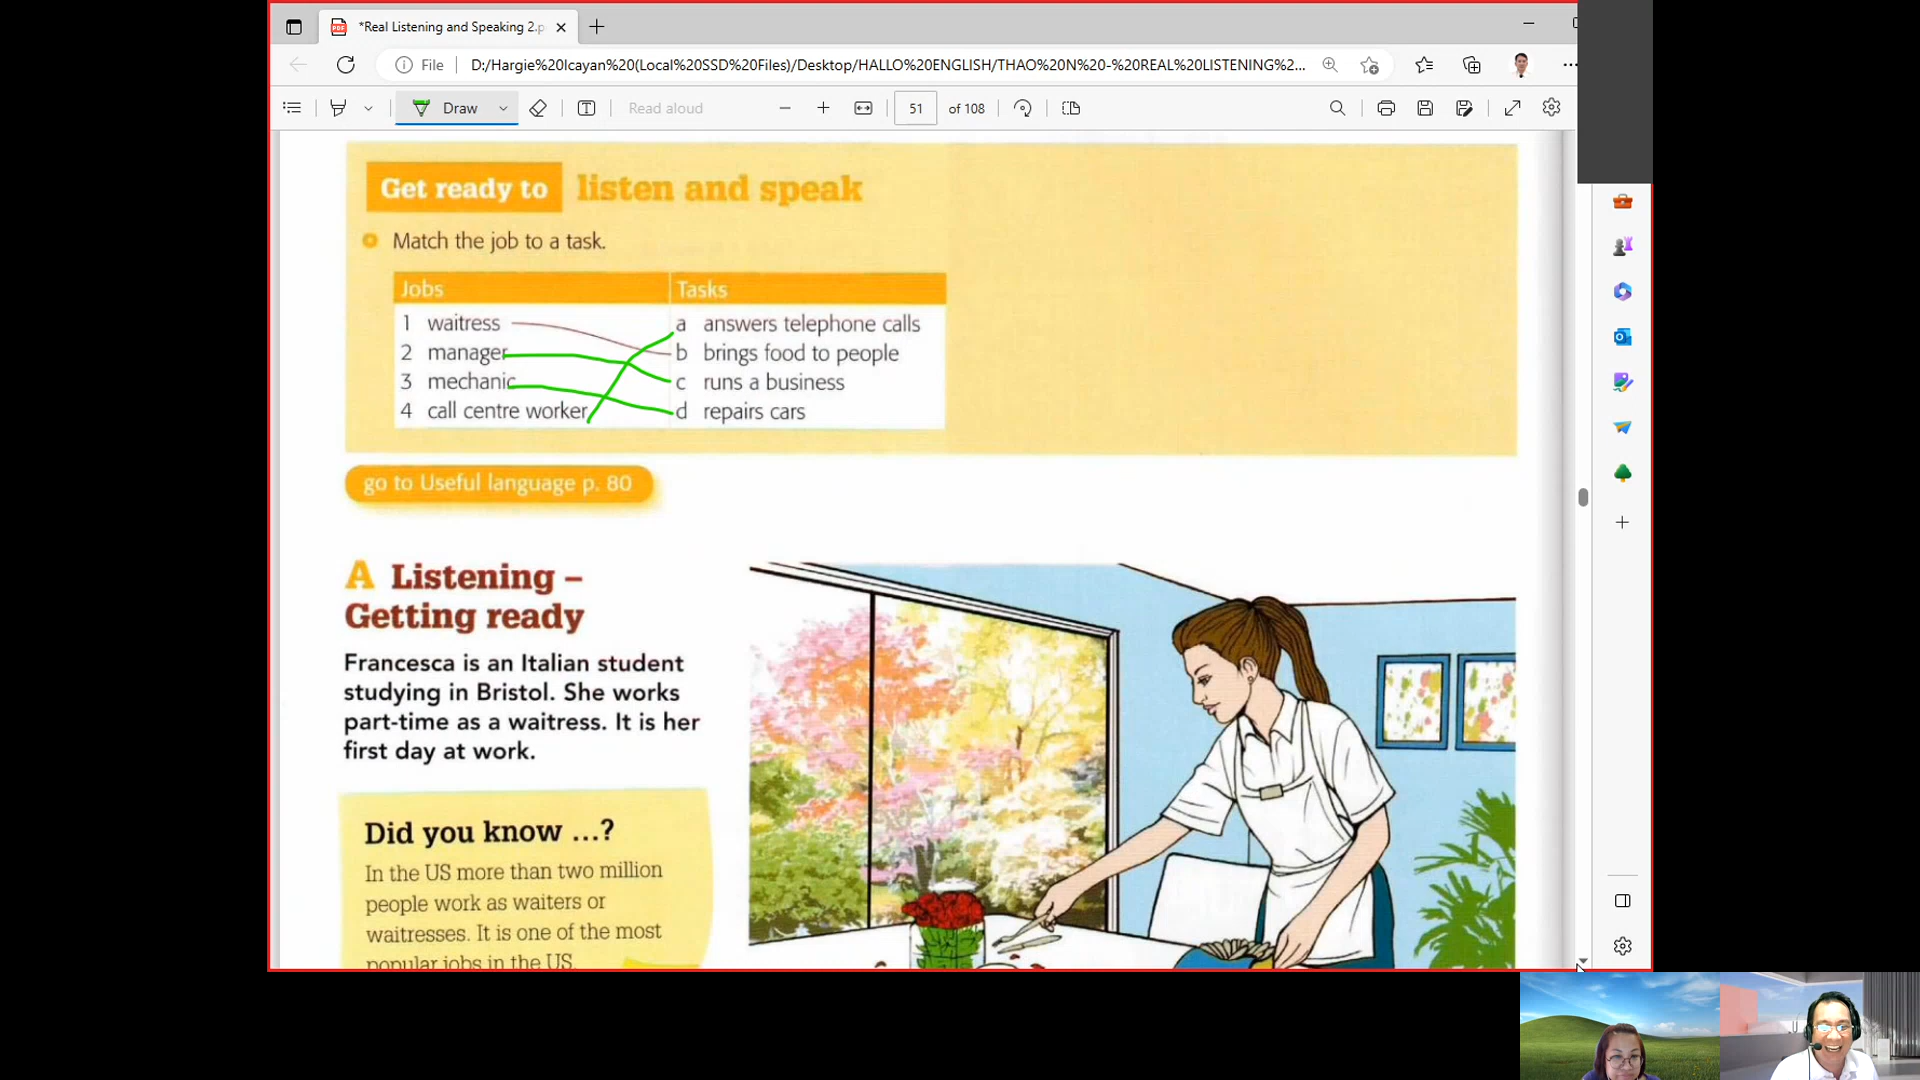 *Real Listening and Speaking 2.p
File
D:/Hargie%20Icayan%20(Local%20SSD%20Files)/Desktop/HALLO%20ENGLISH/THAO%20N%20-%20REAL%20LISTENING%2...
Draw
Read aloud
51 of 108
Get ready to listen and speak
Match the job to a task.
Jobs Tasks
1 waitress a answers telephone calls
2 manager b brings food to people
3 mechanic c runs a business
4 call centre worker d repairs cars
go to Useful language p. 80
A Listening –
Getting ready
Francesca is an Italian student
studying in Bristol. She works
part-time as a waitress. It is her
first day at work.
Did you know ...?
In the US more than two million
people work as waiters or
waitresses. It is one of the most
popular jobs in the US.